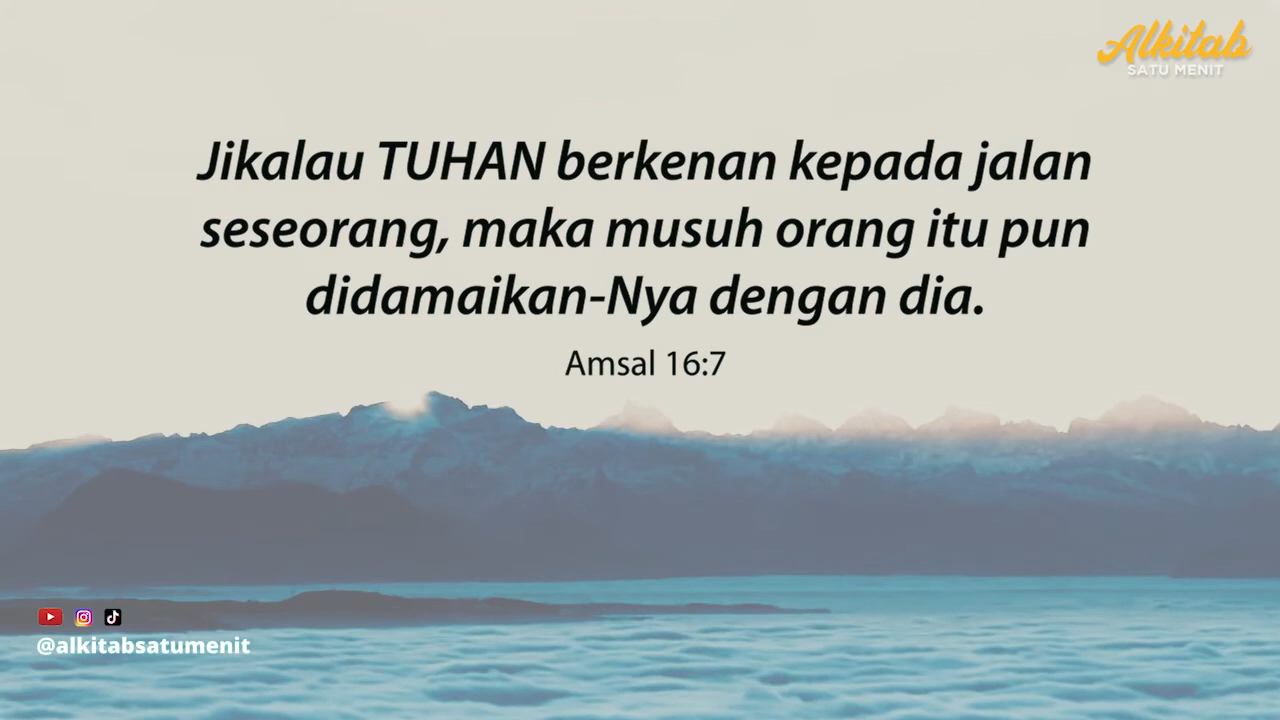 Alkitab
SATU MENIT
Jikalau TUHAN berkenan kepada jalan
seseorang, maka musuh orang itu pun
didamaikan-Nya dengan dia.
Amsal 16:7
@alkitabsatumenit